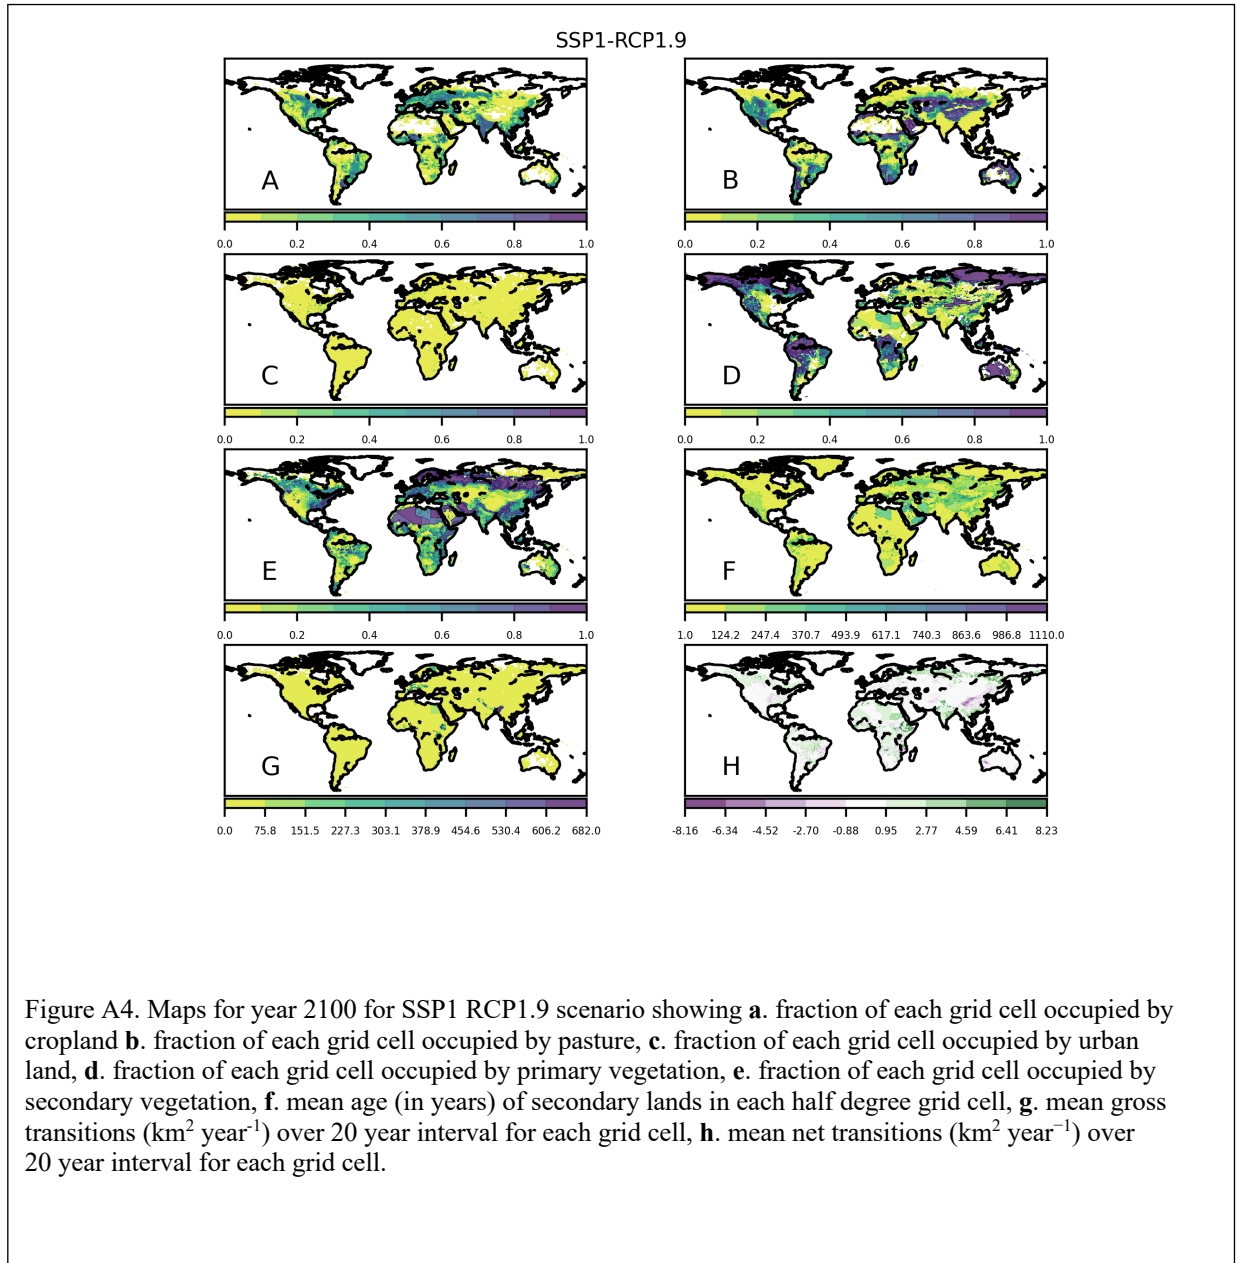 SSP1-RCP1.9
A
B
0.0 0.2 0.4 0.6 0.8 1.0
0.0 0.2 0.4 0.6 0.8 1.0
C
D
0.0 0.2 0.4 0.6 0.8 1.0
0.0 0.2 0.4 0.6 0.8 1.0
E
F
0.0 0.2 0.4 0.6 0.8 1.0
1.0 124.2 247.4 370.7 493.9 617.1 740.3 863.6 986.8 1110.0
G
H
0.0 75.8 151.5 227.3 303.1 378.9 454.6 530.4 606.2 682.0
-8.16 -6.34 -4.52 -2.70 -0.88 0.95 2.77 4.59 6.41 8.23
Figure A4. Maps for year 2100 for SSP1 RCP1.9 scenario showing a. fraction of each grid cell occupied by
cropland b. fraction of each grid cell occupied by pasture, c. fraction of each grid cell occupied by urban
land, d. fraction of each grid cell occupied by primary vegetation, e. fraction of each grid cell occupied by
secondary vegetation, f. mean age (in years) of secondary lands in each half degree grid cell, g. mean gross
transitions (km² year⁻¹) over 20 year interval for each grid cell, h. mean net transitions (km² year⁻¹) over
20 year interval for each grid cell.